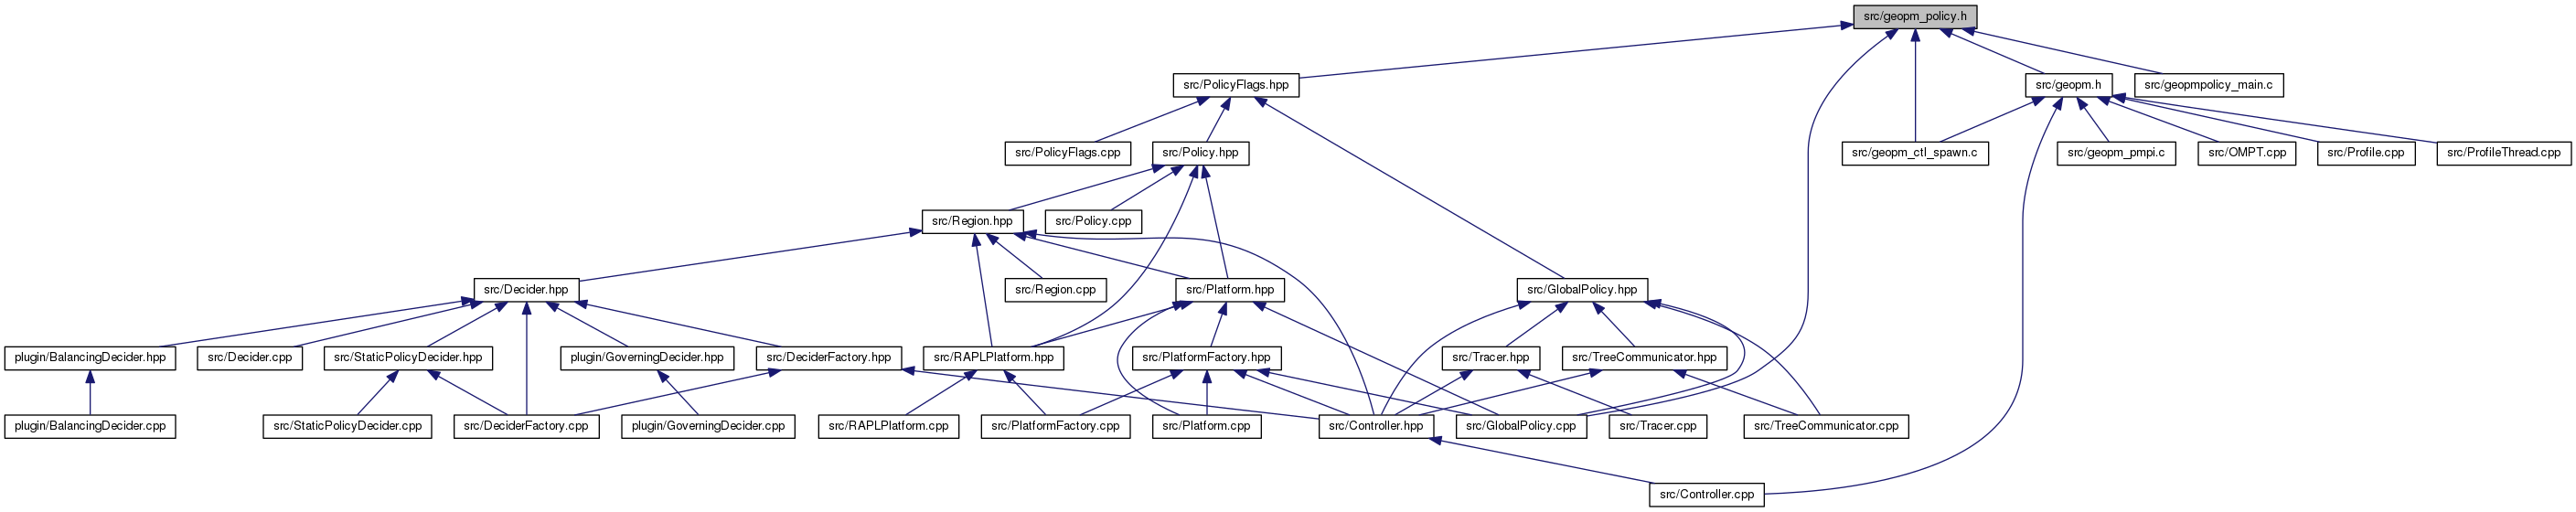 src/geopm_policy.h
src/PolicyFlags.hpp
src/geopm.h
src/geopmpolicy_main.c
src/PolicyFlags.cpp
src/Policy.hpp
src/geopm_ctl_spawn.c
src/geopm_pmpi.c
src/OMPT.cpp
src/Profile.cpp
src/ProfileThread.cpp
src/Region.hpp
src/Policy.cpp
src/Decider.hpp
src/Region.cpp
src/Platform.hpp
src/GlobalPolicy.hpp
plugin/BalancingDecider.hpp
src/Decider.cpp
src/StaticPolicyDecider.hpp
plugin/GoverningDecider.hpp
src/DeciderFactory.hpp
src/RAPLPlatform.hpp
src/PlatformFactory.hpp
src/Tracer.hpp
src/TreeCommunicator.hpp
plugin/BalancingDecider.cpp
src/StaticPolicyDecider.cpp
src/DeciderFactory.cpp
plugin/GoverningDecider.cpp
src/RAPLPlatform.cpp
src/PlatformFactory.cpp
src/Platform.cpp
src/Controller.hpp
src/GlobalPolicy.cpp
src/Tracer.cpp
src/TreeCommunicator.cpp
src/Controller.cpp